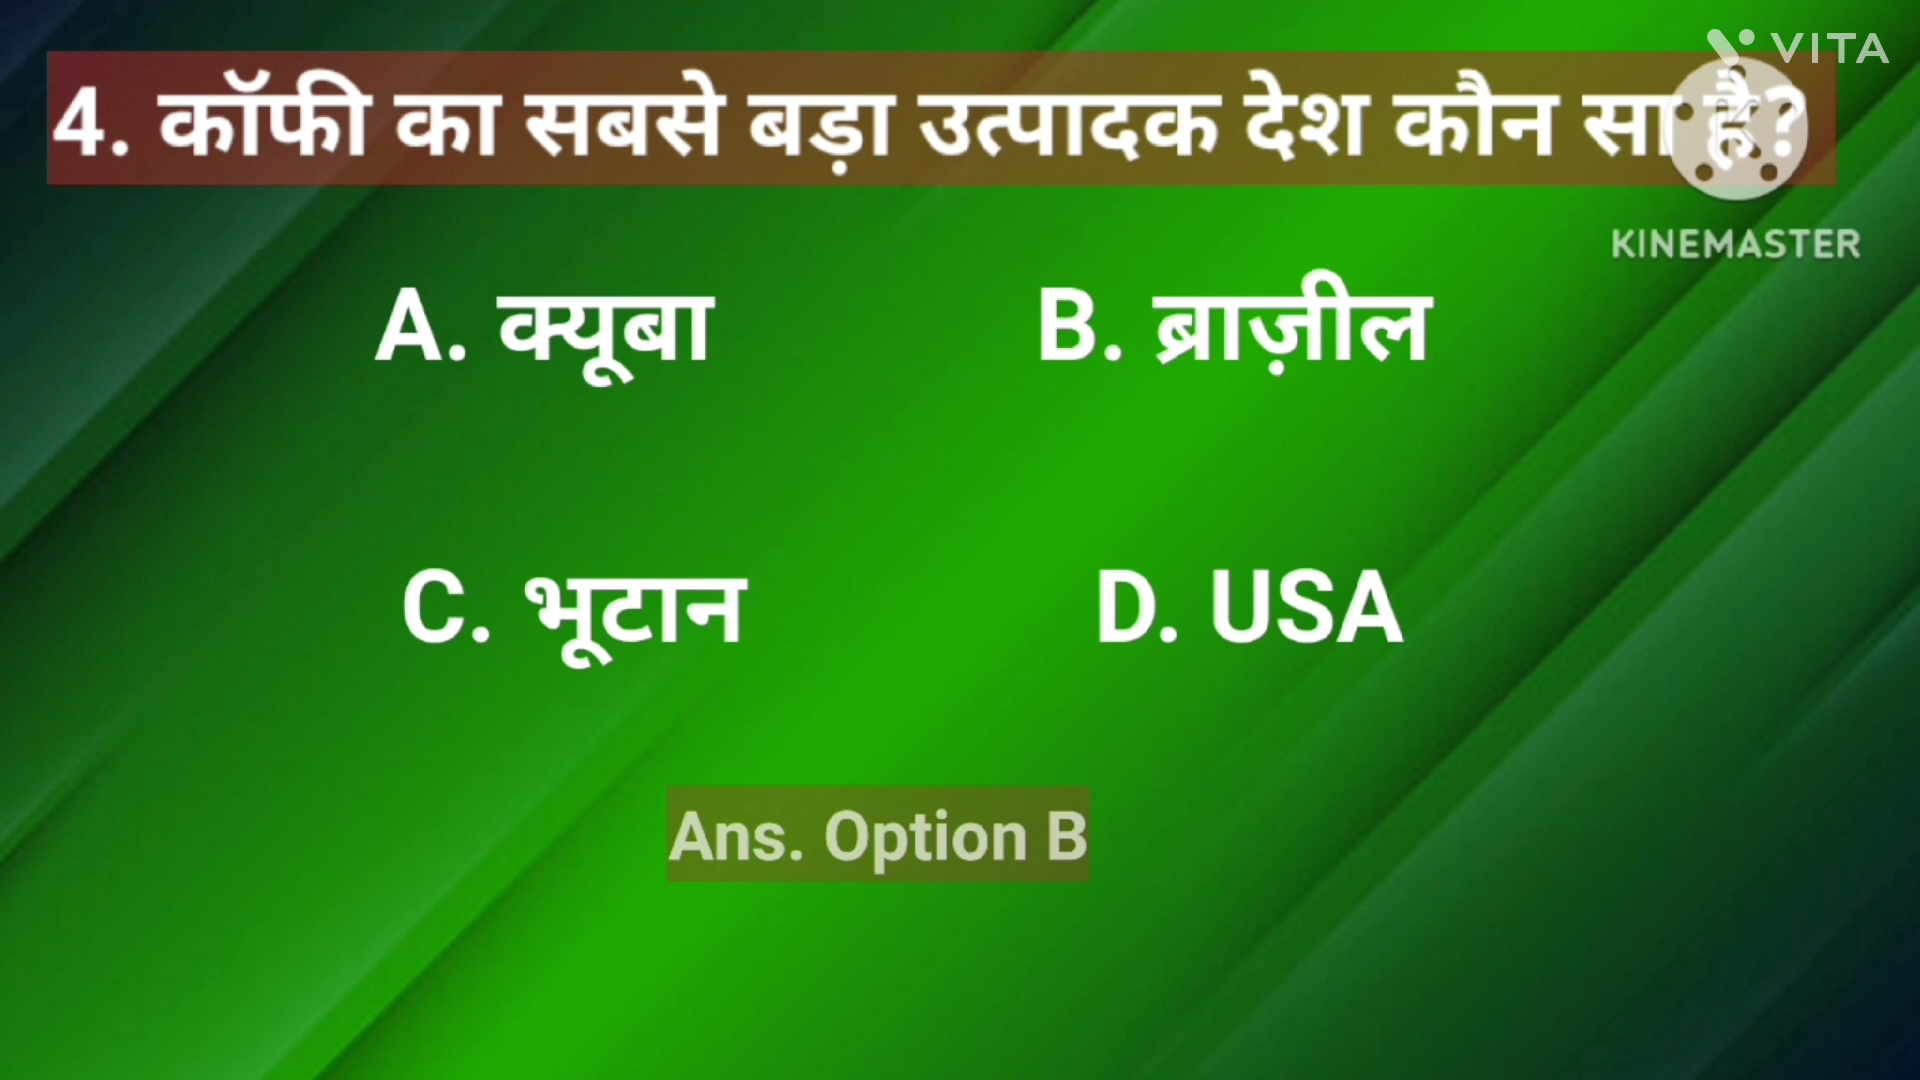 VITA
4. कॉफी का सबसे बड़ा उत्पादक देश कौन सा है?
KINEMASTER
A. क्यूबा
B. ब्राज़ील
C. भूटान
D. USA
Ans. Option B